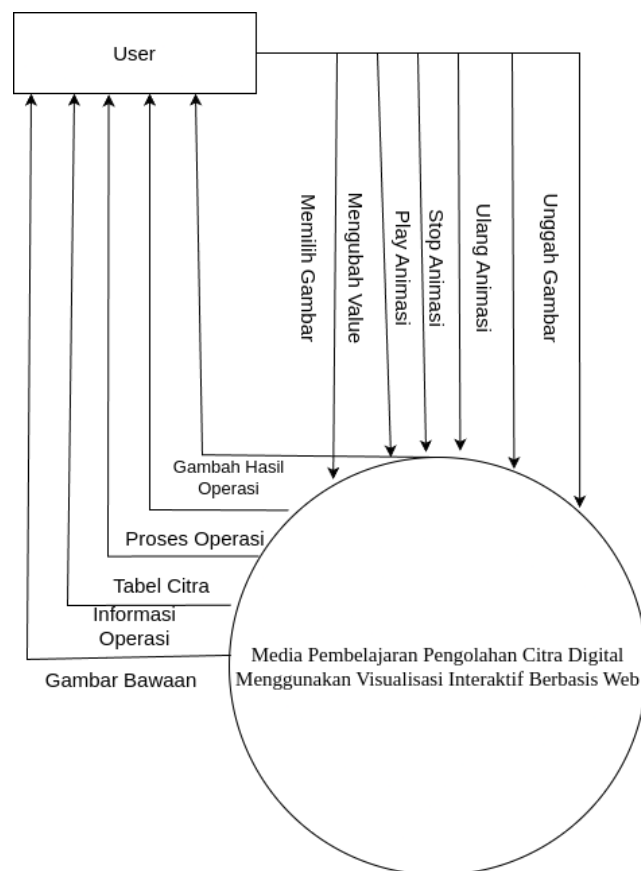 User
Memilih Gambar
Mengubah Value
Play Animasi
Stop Animasi
Ulang Animasi
Unggah Gambar
Gambah Hasil
Operasi
Proses Operasi
Tabel Citra
Informasi
Operasi
Gambar Bawaan
Media Pembelajaran Pengolahan Citra Digital
Menggunakan Visualisasi Interaktif Berbasis Web